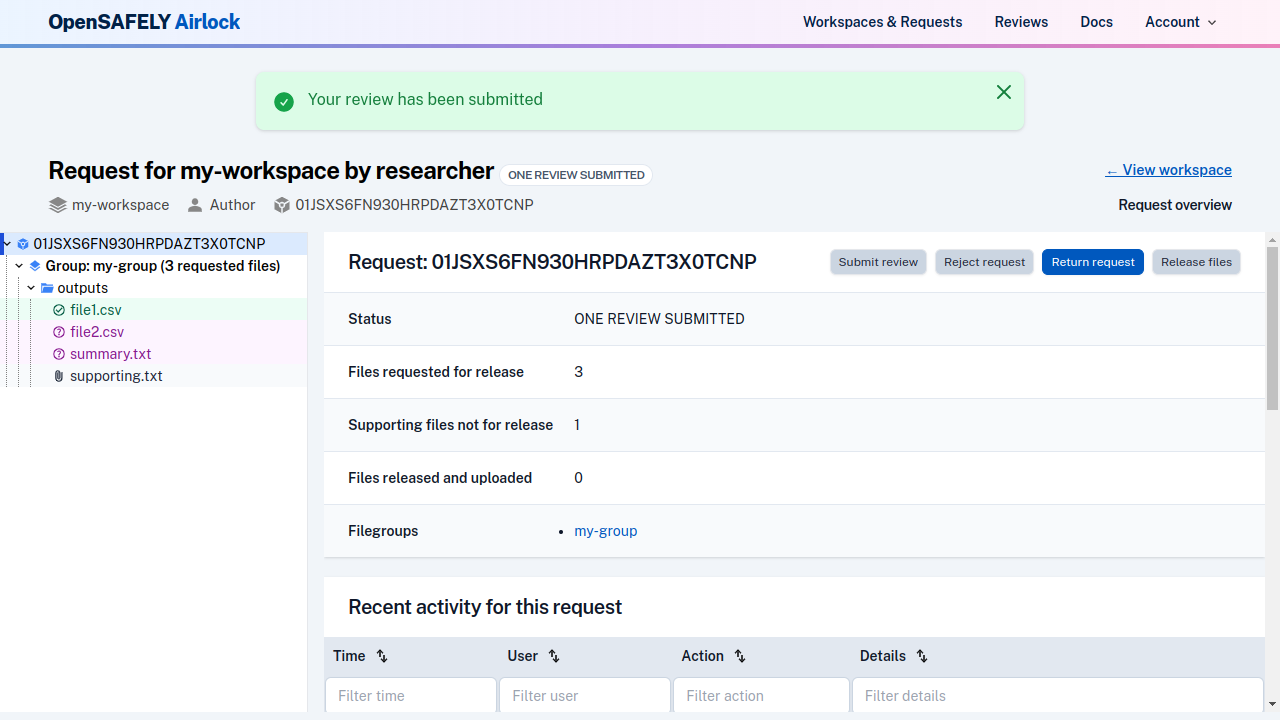 OpenSAFELY Airlock
Workspaces & Requests
Reviews
Docs
Account
Your review has been submitted
Request for my-workspace by researcher
ONE REVIEW SUBMITTED
← View workspace
my-workspace
Author
01JSXS6FN930HRPDAZT3X0TCNP
Request overview
01JSXS6FN930HRPDAZT3X0TCNP
Group: my-group (3 requested files)
outputs
file1.csv
file2.csv
summary.txt
supporting.txt
Request: 01JSXS6FN930HRPDAZT3X0TCNP
Submit review
Reject request
Return request
Release files
Status
ONE REVIEW SUBMITTED
Files requested for release
3
Supporting files not for release
1
Files released and uploaded
0
Filegroups
• my-group
Recent activity for this request
Time
User
Action
Details
Filter time
Filter user
Filter action
Filter details